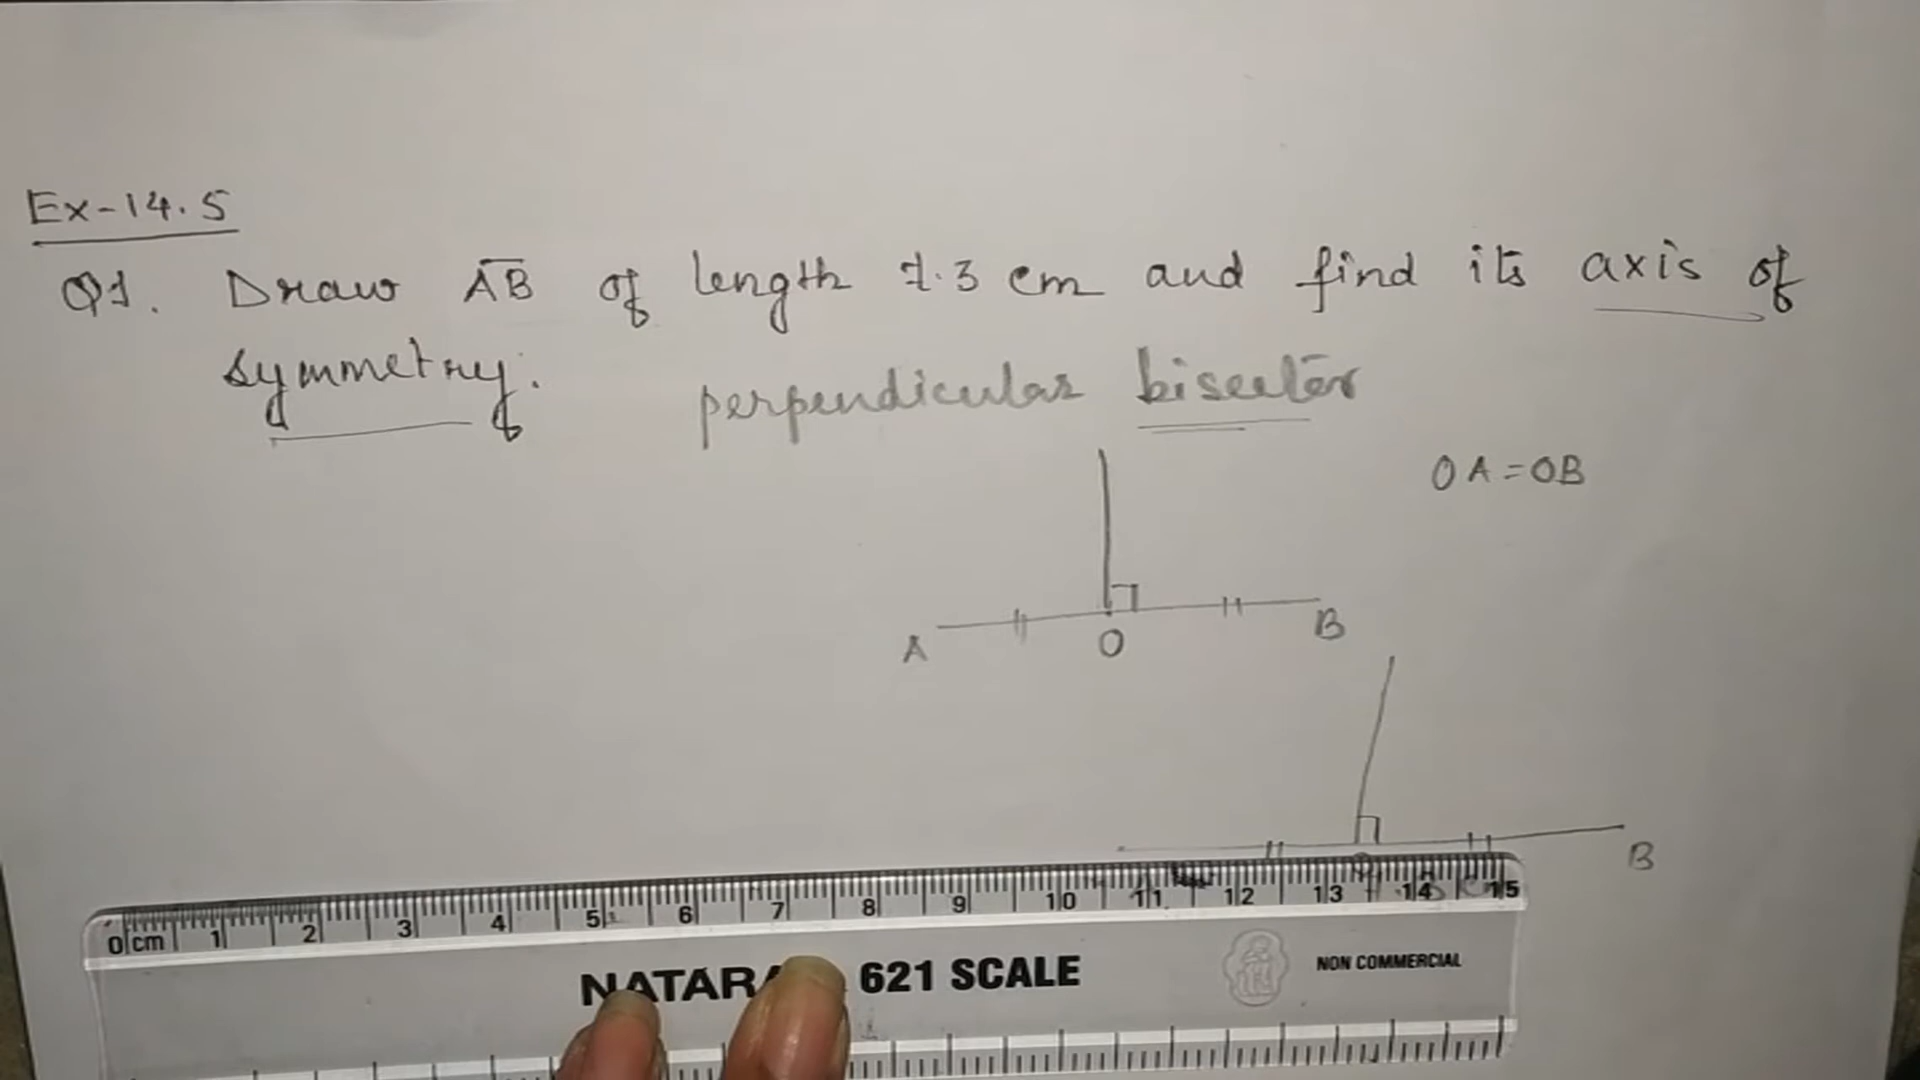 Ex-14.5
Q1. Draw AB of length 7.3 cm and find its axis of
symmetry.
perpendicular bisector
OA=OB
A O B
B
0 cm 1 2 3 4 5 6 7 8 9 10 11 12 13 14 15
621 SCALE
NON COMMERCIAL